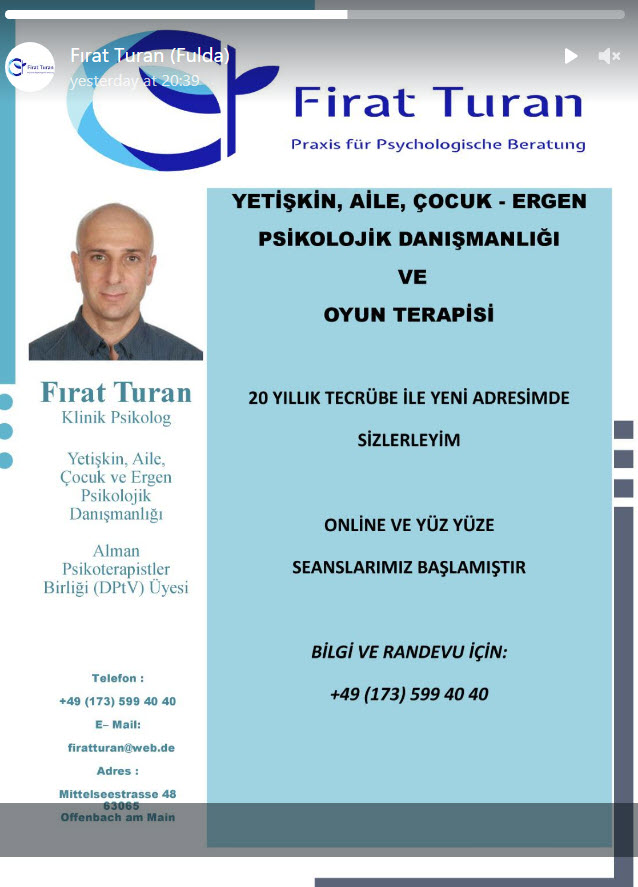 Fırat Turan (Fulda)
yesterday at 20:39 ...
Fırat Turan
Firat Turan
Praxis für Psychologische Beratung
YETİŞKİN, AİLE, ÇOCUK - ERGEN
PSİKOLOJİK DANIŞMANLIĞI
VE
OYUN TERAPİSİ
20 YILLIK TECRÜBE İLE YENİ ADRESİMDE
SİZLERLEYİM
ONLİNE VE YÜZ YÜZE
SEANSLARIMIZ BAŞLAMIŞTIR
BİLGİ VE RANDEVU İÇİN:
+49 (173) 599 40 40
Fırat Turan
Klinik Psikolog
Yetişkin, Aile,
Çocuk ve Ergen
Psikolojik
Danışmanlığı
Alman
Psikoterapistler
Birliği (DPtV) Üyesi
Telefon :
+49 (173) 599 40 40
E– Mail:
firatturan@web.de
Adres :
Mittelseestrasse 48
63065
Offenbach am Main